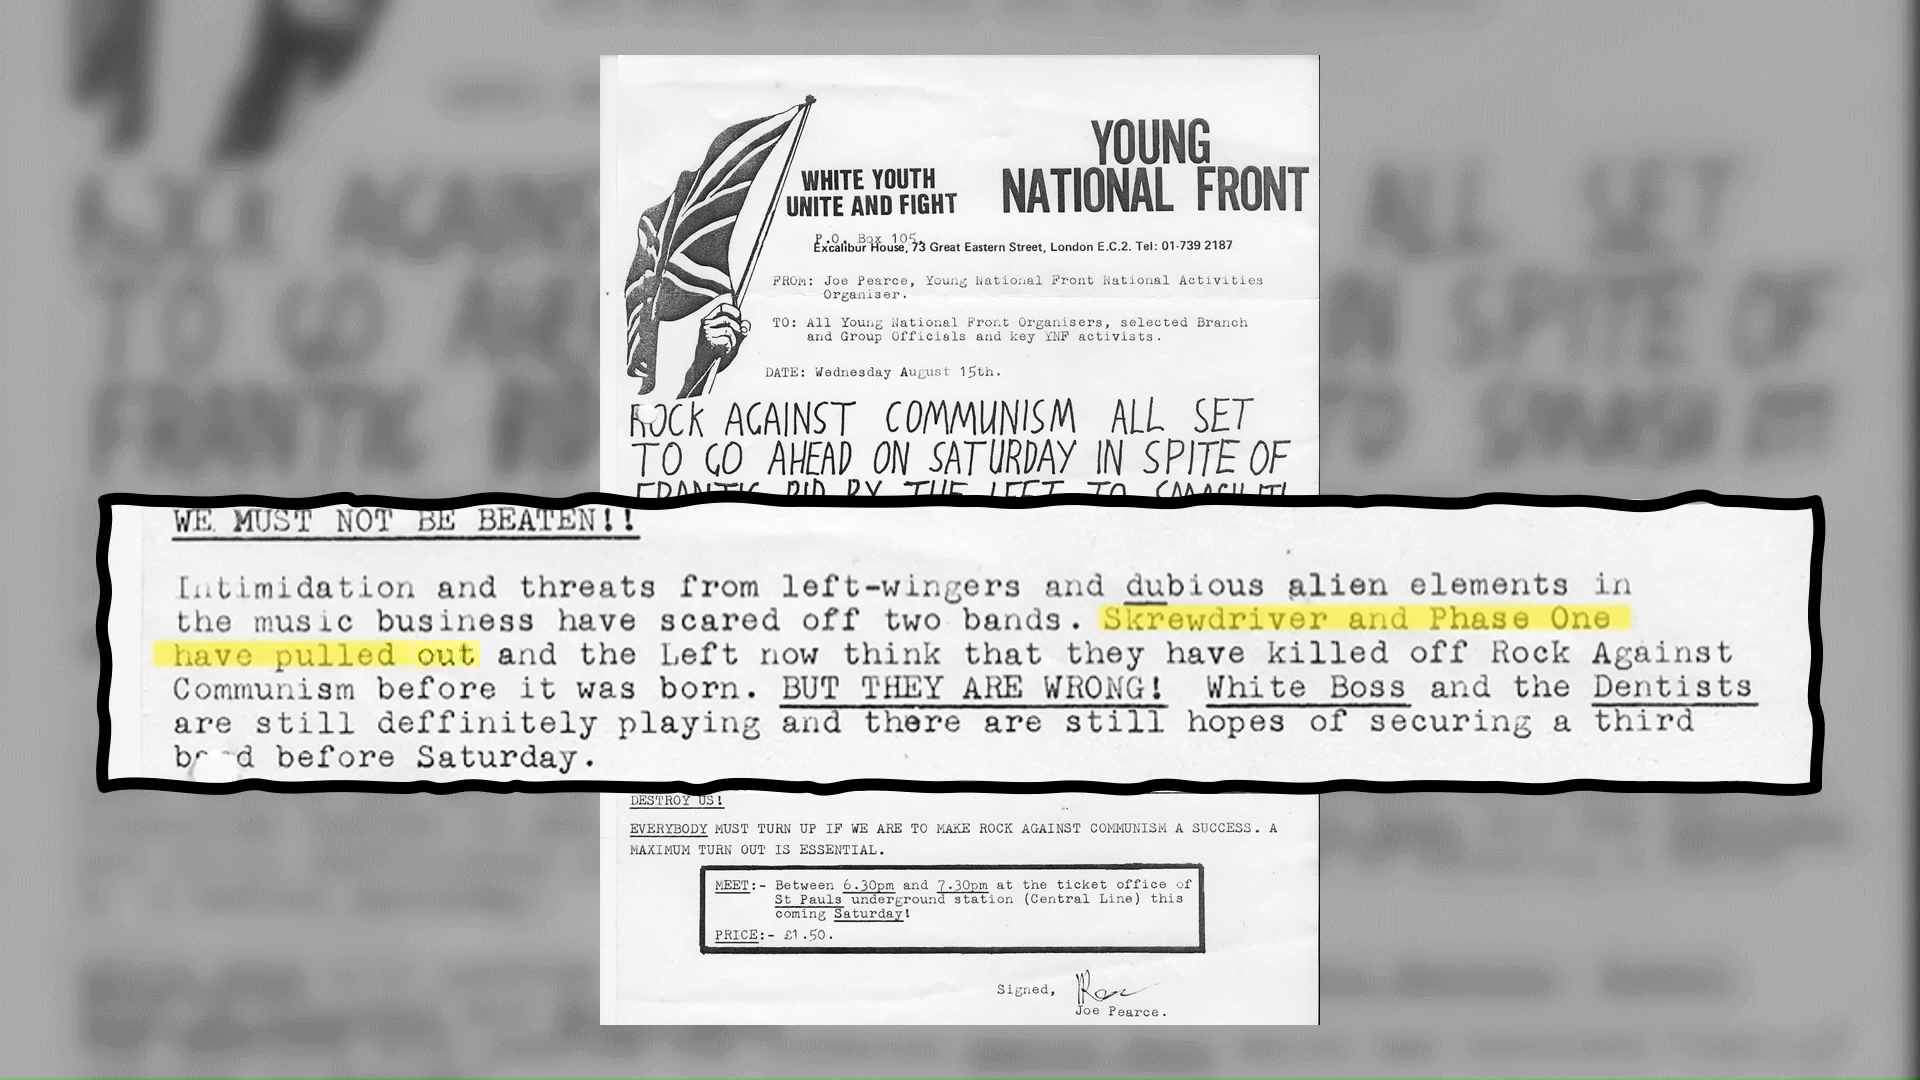 YOUNG
NATIONAL FRONT
WHITE YOUTH
UNITE AND FIGHT
P.O. Box 105,
Excalibur House, 73 Great Eastern Street, London E.C.2. Tel: 01-739 2187
FROM: Joe Pearce, Young National Front National Activities
Organiser.
TO: All Young National Front Organisers, selected Branch
and Group Officials and key YNF activists.
DATE: Wednesday August 15th.
ROCK AGAINST COMMUNISM ALL SET
TO GO AHEAD ON SATURDAY IN SPITE OF
FRANTIC BID BY THE LEFT TO SMASH IT!
WE MUST NOT BE BEATEN!!
Intimidation and threats from left-wingers and dubious alien elements in
the music business have scared off two bands. Skrewdriver and Phase One
have pulled out and the Left now think that they have killed off Rock Against
Communism before it was born. BUT THEY ARE WRONG! White Boss and the Dentists
are still deffinitely playing and there are still hopes of securing a third
band before Saturday.
DESTROY US!
EVERYBODY MUST TURN UP IF WE ARE TO MAKE ROCK AGAINST COMMUNISM A SUCCESS. A
MAXIMUM TURN OUT IS ESSENTIAL.
MEET:- Between 6.30pm and 7.30pm at the ticket office of
St Pauls underground station (Central Line) this
coming Saturday!
PRICE:- £1.50.
Signed,
Joe Pearce.